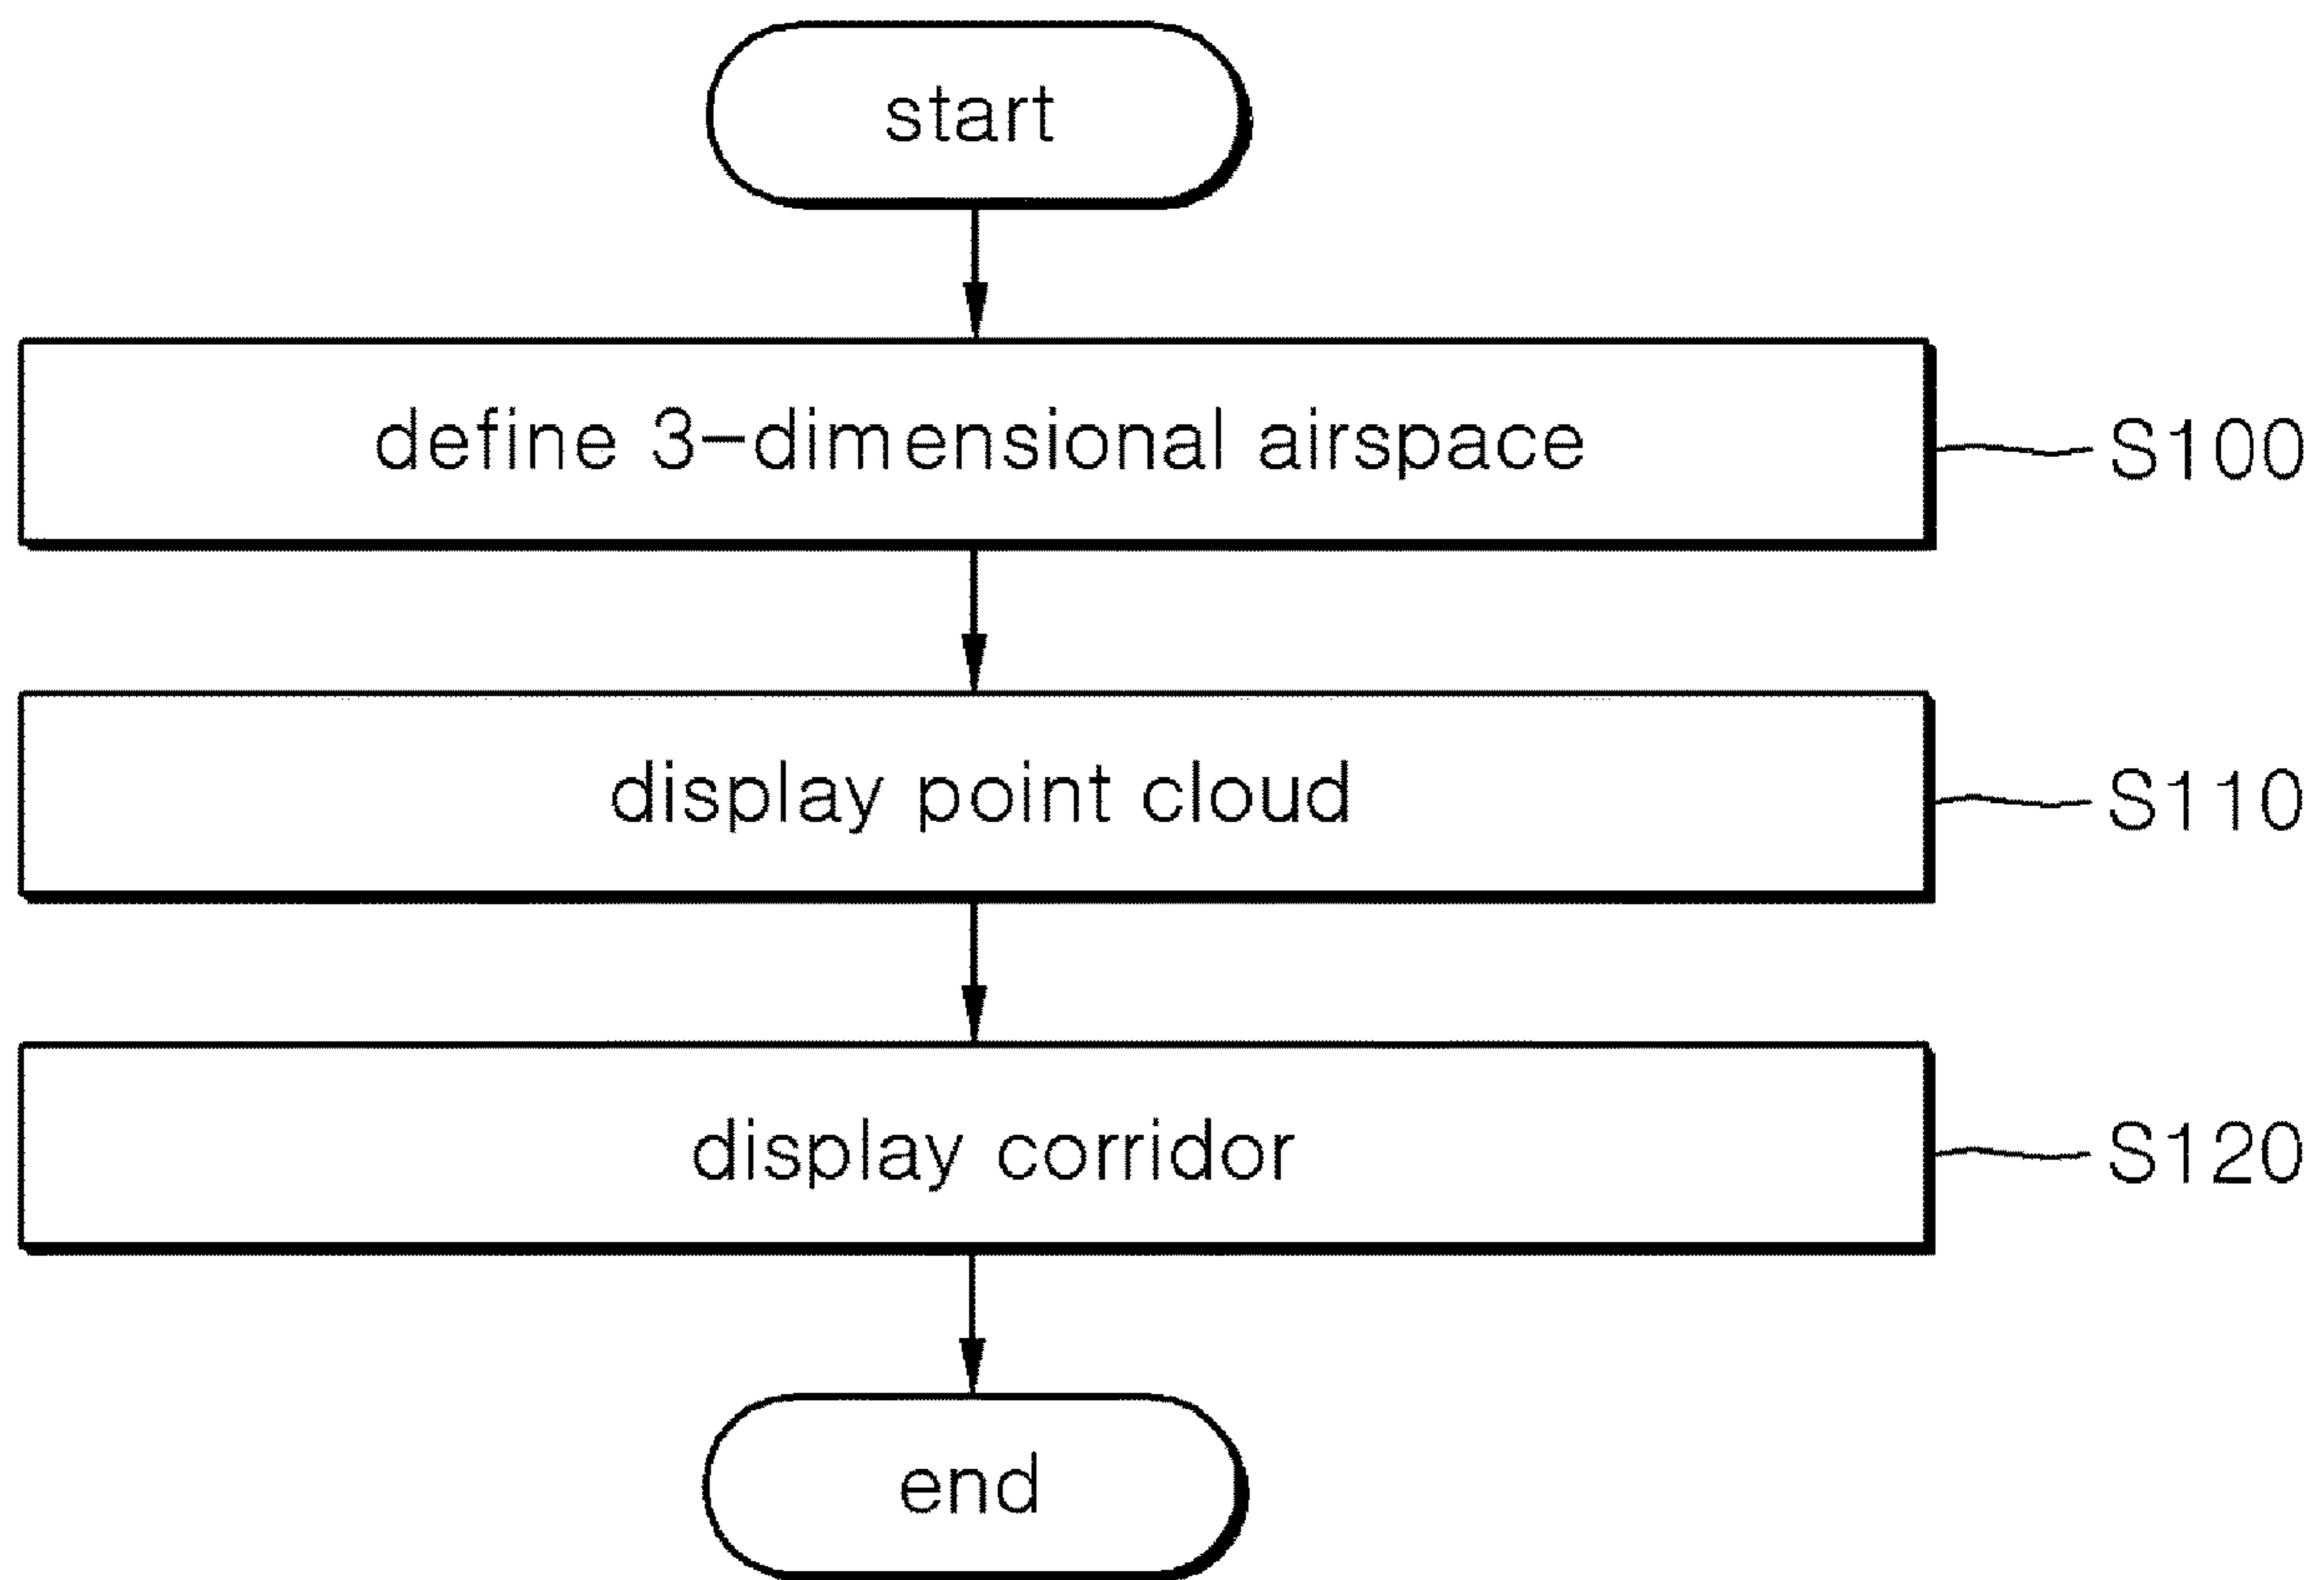 start
define 3-dimensional airspace
S100
display point cloud
S110
display corridor
S120
end